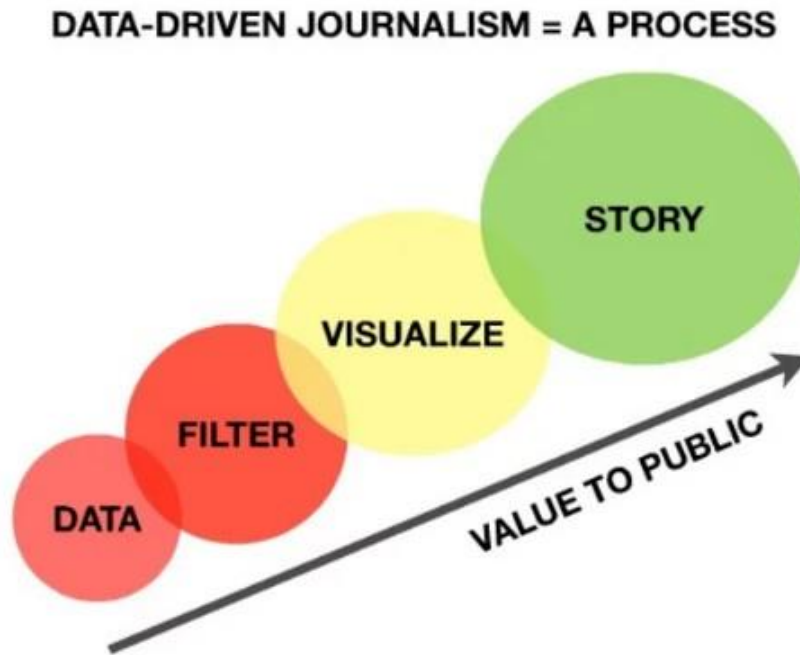 DATA-DRIVEN JOURNALISM = A PROCESS
STORY
VISUALIZE
FILTER
DATA
VALUE TO PUBLIC